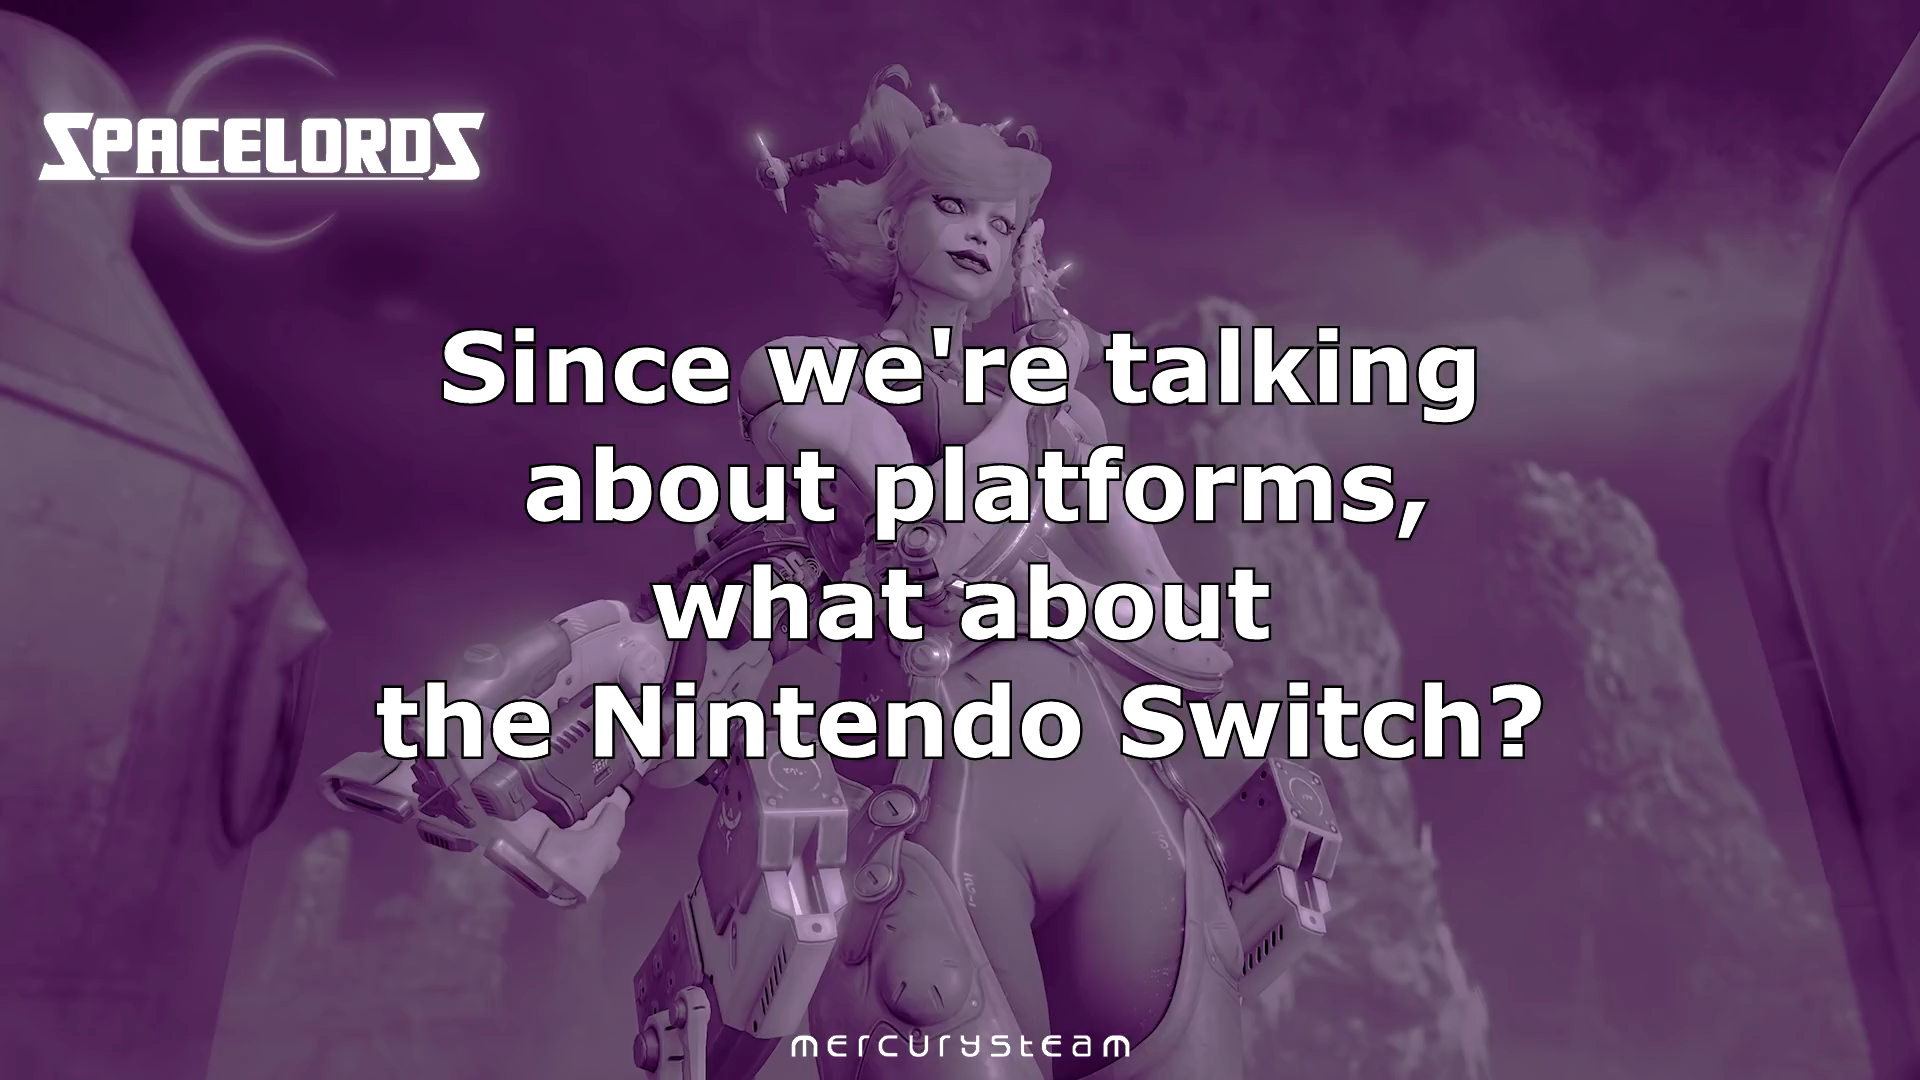 SPACELORDS
Since we're talking
about platforms,
what about
the Nintendo Switch?
mercurysteam